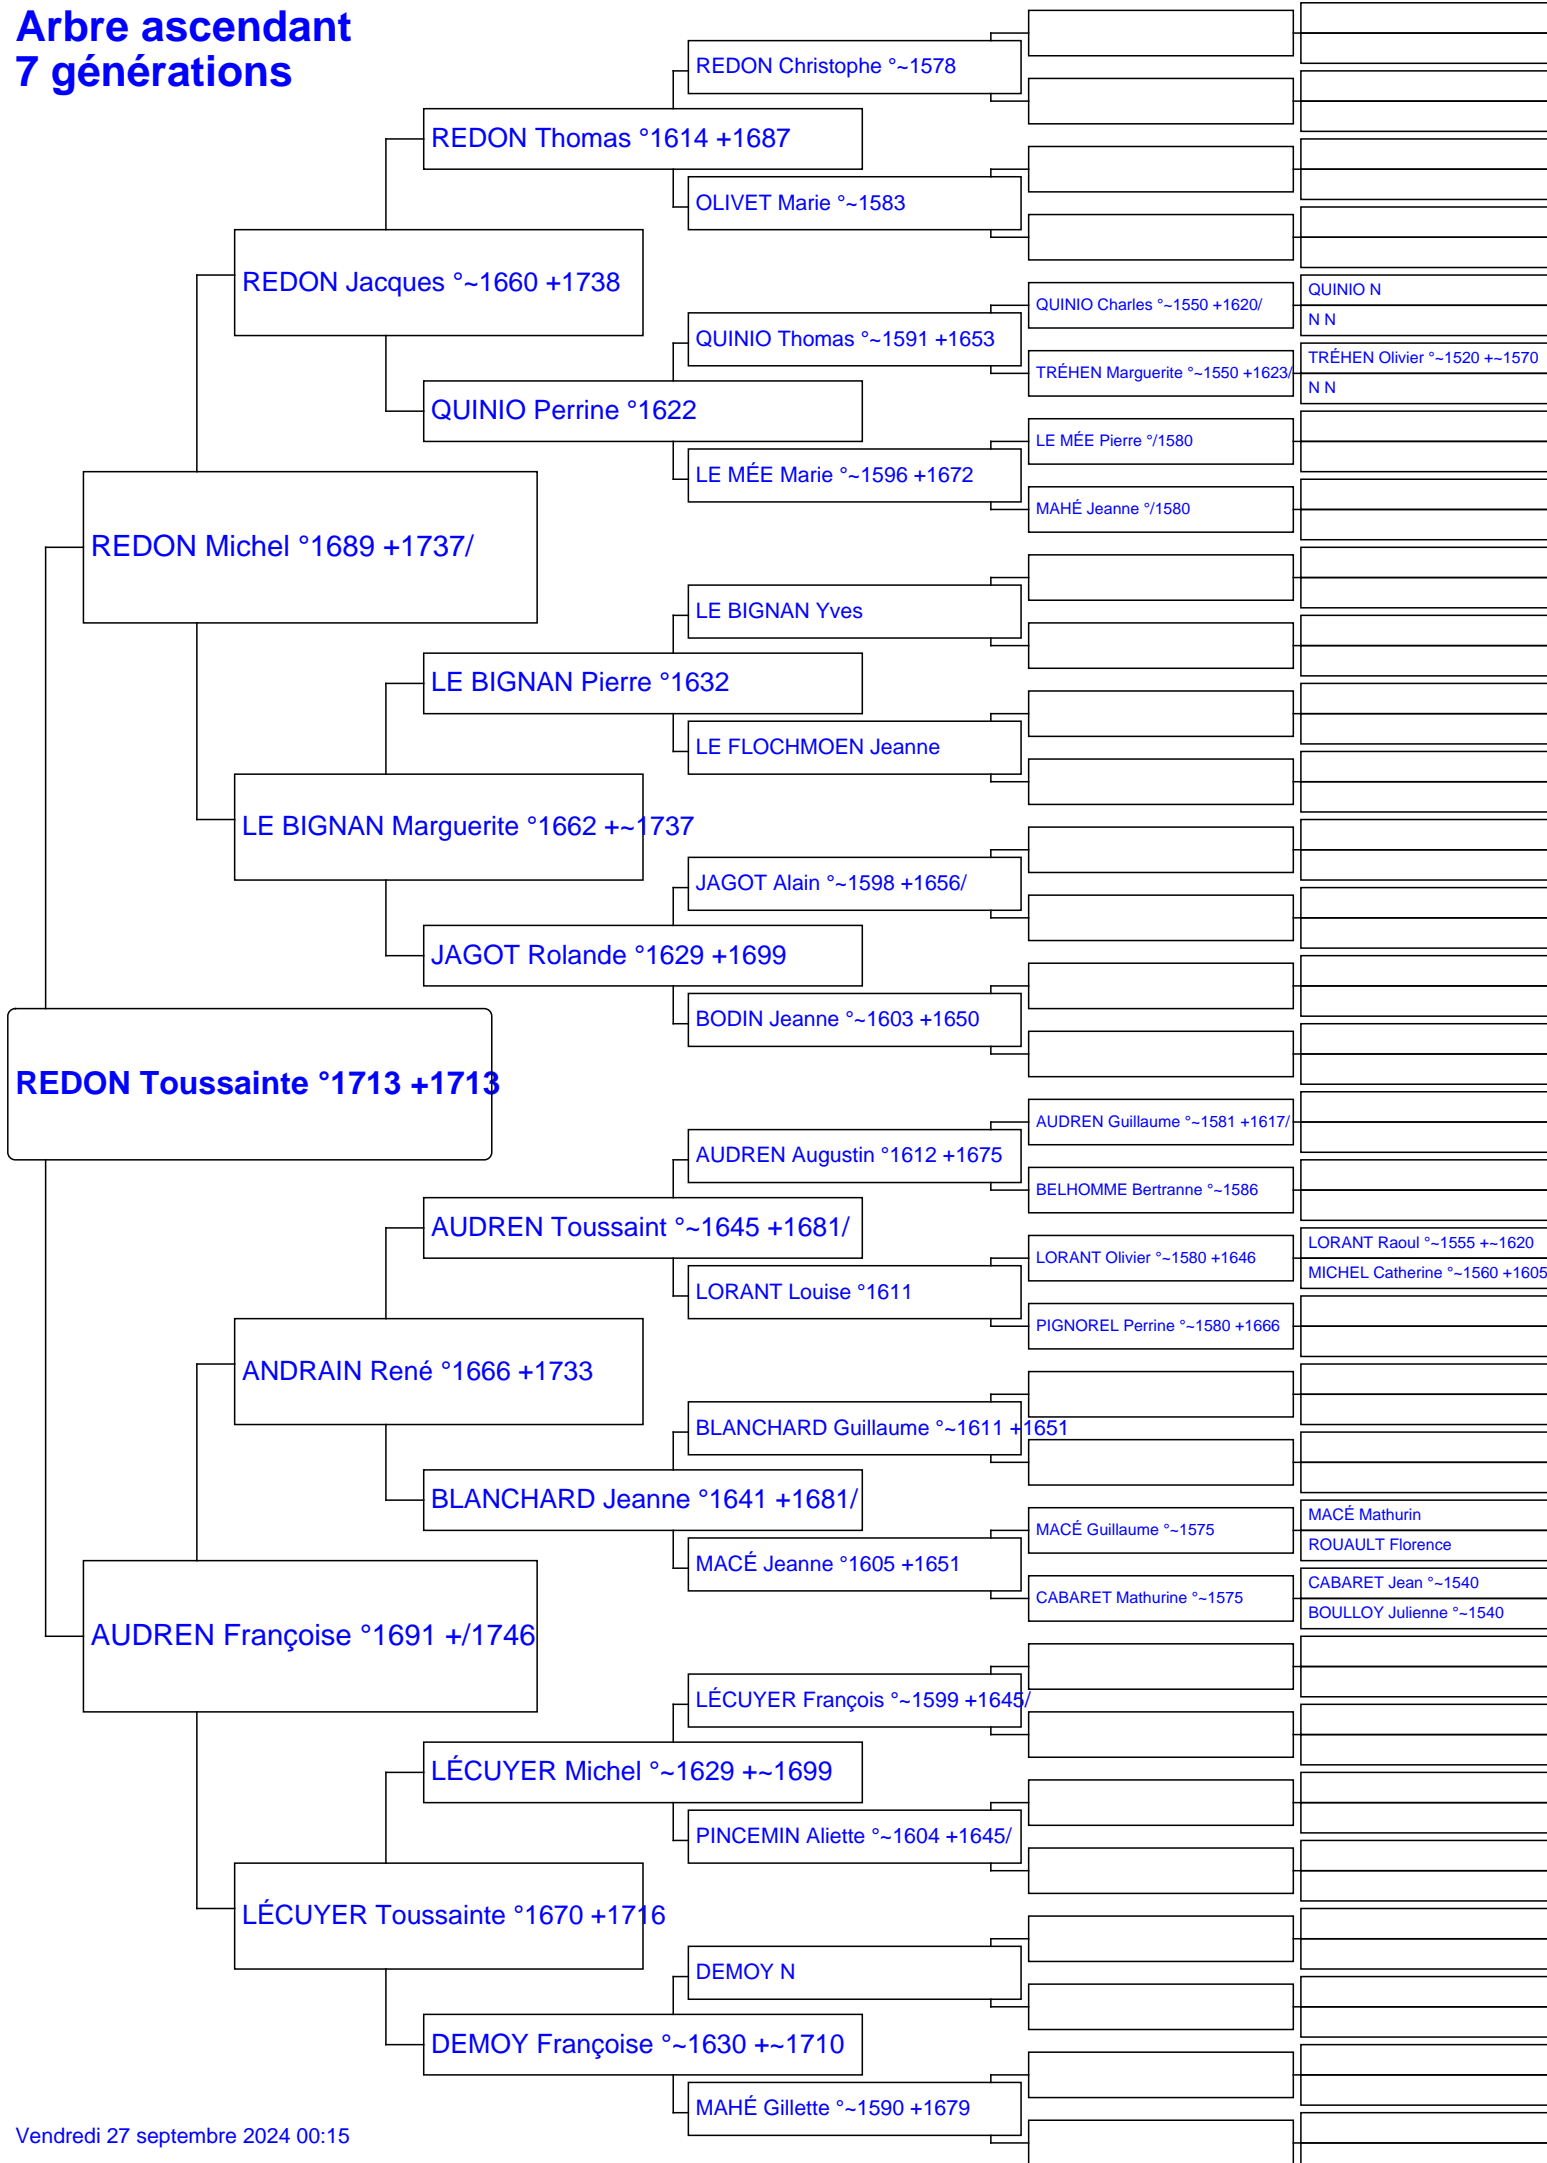 Arbre ascendant
7 générations
REDON Christophe °~1578
REDON Thomas °1614 +1687
OLIVET Marie °~1583
REDON Jacques °~1660 +1738
QUINIO N
QUINIO Charles °~1550 +1620/
N N
QUINIO Thomas °~1591 +1653
TRÉHEN Olivier °~1520 +~1570
TRÉHEN Marguerite °~1550 +1623/
N N
QUINIO Perrine °1622
LE MÉE Pierre °/1580
LE MÉE Marie °~1596 +1672
MAHÉ Jeanne °/1580
REDON Michel °1689 +1737/
LE BIGNAN Yves
LE BIGNAN Pierre °1632
LE FLOCHMOEN Jeanne
LE BIGNAN Marguerite °1662 +~1737
JAGOT Alain °~1598 +1656/
JAGOT Rolande °1629 +1699
BODIN Jeanne °~1603 +1650
REDON Toussainte °1713 +1713
AUDREN Guillaume °~1581 +1617/
AUDREN Augustin °1612 +1675
BELHOMME Bertranne °~1586
AUDREN Toussaint °~1645 +1681/
LORANT Raoul °~1555 +~1620
LORANT Olivier °~1580 +1646
MICHEL Catherine °~1560 +1605
LORANT Louise °1611
PIGNOREL Perrine °~1580 +1666
ANDRAIN René °1666 +1733
BLANCHARD Guillaume °~1611 +1651
BLANCHARD Jeanne °1641 +1681/
MACÉ Mathurin
MACÉ Guillaume °~1575
ROUAULT Florence
MACÉ Jeanne °1605 +1651
CABARET Jean °~1540
CABARET Mathurine °~1575
BOULLOY Julienne °~1540
AUDREN Françoise °1691 +/1746
LÉCUYER François °~1599 +1645/
LÉCUYER Michel °~1629 +~1699
PINCEMIN Aliette °~1604 +1645/
LÉCUYER Toussainte °1670 +1716
DEMOY N
DEMOY Françoise °~1630 +~1710
MAHÉ Gillette °~1590 +1679
Vendredi 27 septembre 2024 00:15